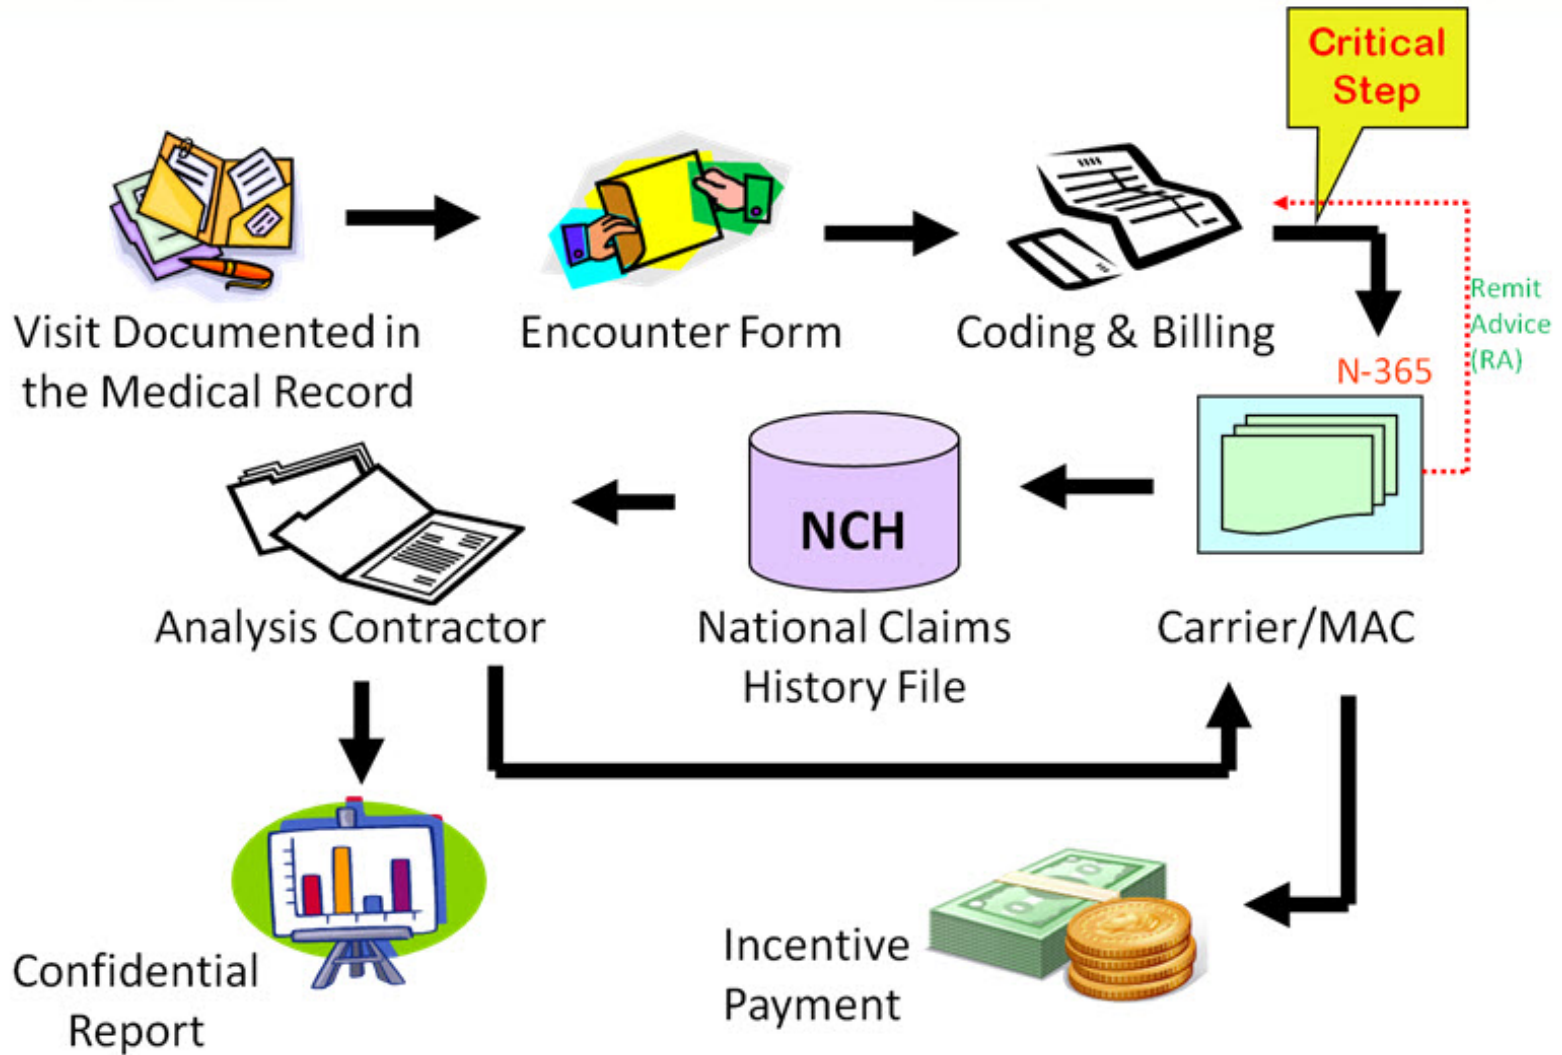 Critical
Step
Visit Documented in
the Medical Record
Encounter Form
Coding & Billing
Remit
Advice
(RA)
N-365
NCH
Analysis Contractor
National Claims
History File
Carrier/MAC
Confidential
Report
Incentive
Payment